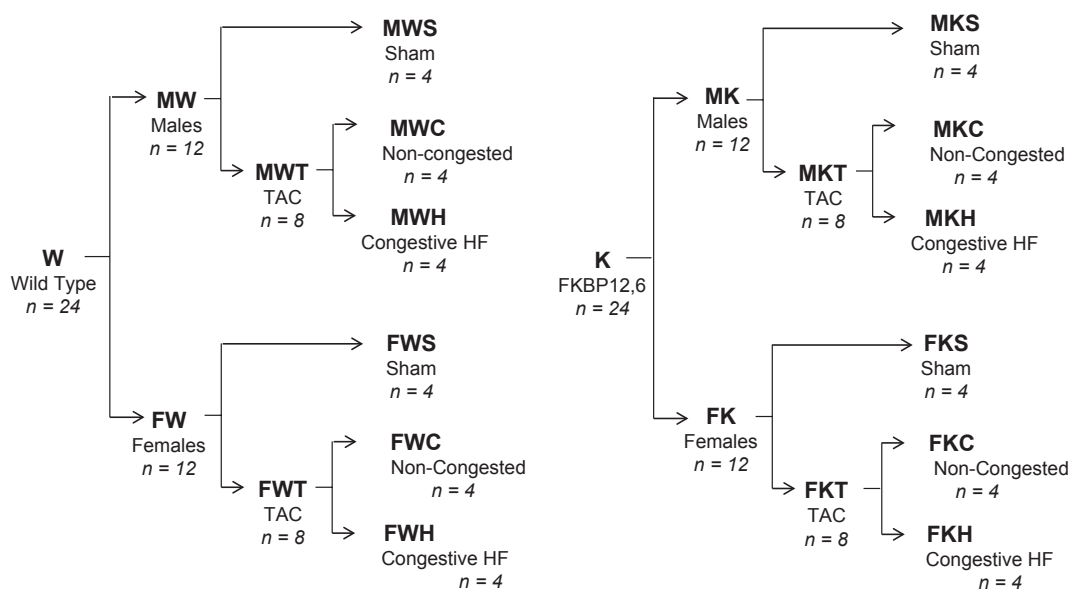 MWS
Sham
n = 4
MW
Males
n = 12
MWC
Non-congested
n = 4
MWT
TAC
n = 8
MWH
Congestive HF
n = 4
W
Wild Type
n = 24
FWS
Sham
n = 4
FW
Females
n = 12
FWC
Non-Congested
n = 4
FWT
TAC
n = 8
FWH
Congestive HF
n = 4
MKS
Sham
n = 4
MK
Males
n = 12
MKC
Non-Congested
n = 4
MKT
TAC
n = 8
MKH
Congestive HF
n = 4
K
FKBP12,6
n = 24
FKS
Sham
n = 4
FK
Females
n = 12
FKC
Non-Congested
n = 4
FKT
TAC
n = 8
FKH
Congestive HF
n = 4